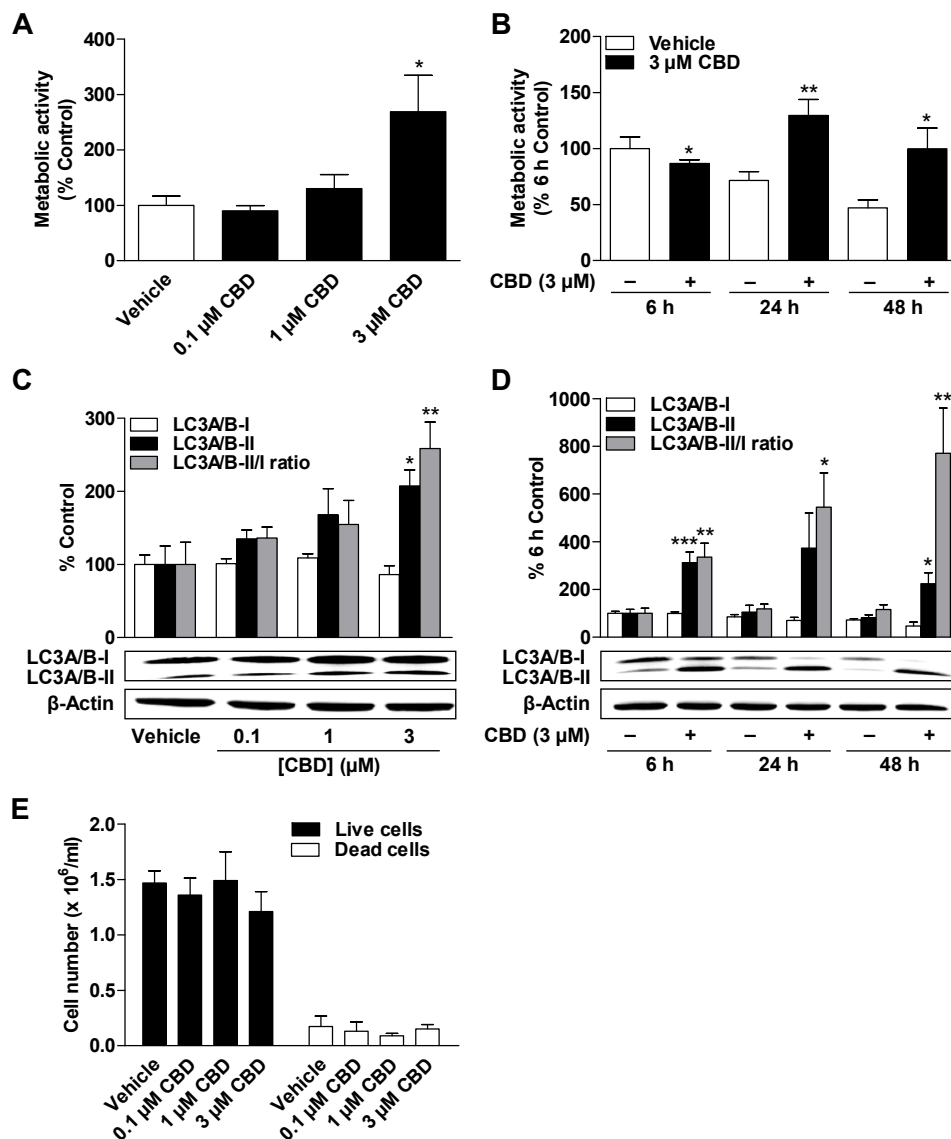 A
Metabolic activity
(% Control)
400
300
200
100
0
*
Vehicle
0.1 µM CBD
1 µM CBD
3 µM CBD
B
Metabolic activity
(% 6 h Control)
200
150
100
50
0
Vehicle
3 µM CBD
*
**
*
CBD (3 µM) – + – + – +
6 h 24 h 48 h
C
% Control
300
200
100
0
LC3A/B-I
LC3A/B-II
LC3A/B-II/I ratio
*
**
LC3A/B-I
LC3A/B-II
β-Actin
Vehicle 0.1 1 3
[CBD] (µM)
D
% 6 h Control
1000
800
600
400
200
0
LC3A/B-I
LC3A/B-II
LC3A/B-II/I ratio
***
**
*
*
**
LC3A/B-I
LC3A/B-II
β-Actin
CBD (3 µM) – + – + – +
6 h 24 h 48 h
E
Cell number (x 10⁶/ml)
2.0
1.5
1.0
0.5
0.0
Live cells
Dead cells
Vehicle
0.1 µM CBD
1 µM CBD
3 µM CBD
Vehicle
0.1 µM CBD
1 µM CBD
3 µM CBD